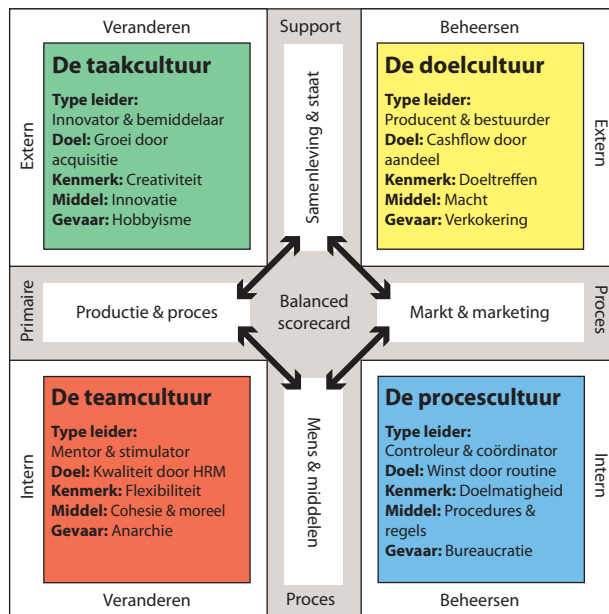 Veranderen
Support
Beheersen
De taakcultuur
Type leider:
Innovator & bemiddelaar
Doel: Groei door
acquisitie
Kenmerk: Creativiteit
Middel: Innovatie
Gevaar: Hobbyisme
Extern
Samenleving & staat
De doelcultuur
Type leider:
Producent & bestuurder
Doel: Cashflow door
aandeel
Kenmerk: Doeltreffen
Middel: Macht
Gevaar: Verkokering
Extern
Primaire
Productie & proces
Balanced
scorecard
Markt & marketing
Proces
De teamcultuur
Type leider:
Mentor & stimulator
Doel: Kwaliteit door HRM
Kenmerk: Flexibiliteit
Middel: Cohesie & moreel
Gevaar: Anarchie
Intern
Mens & middelen
De procescultuur
Type leider:
Controleur & coördinator
Doel: Winst door routine
Kenmerk: Doelmatigheid
Middel: Procedures &
regels
Gevaar: Bureaucratie
Intern
Veranderen
Proces
Beheersen